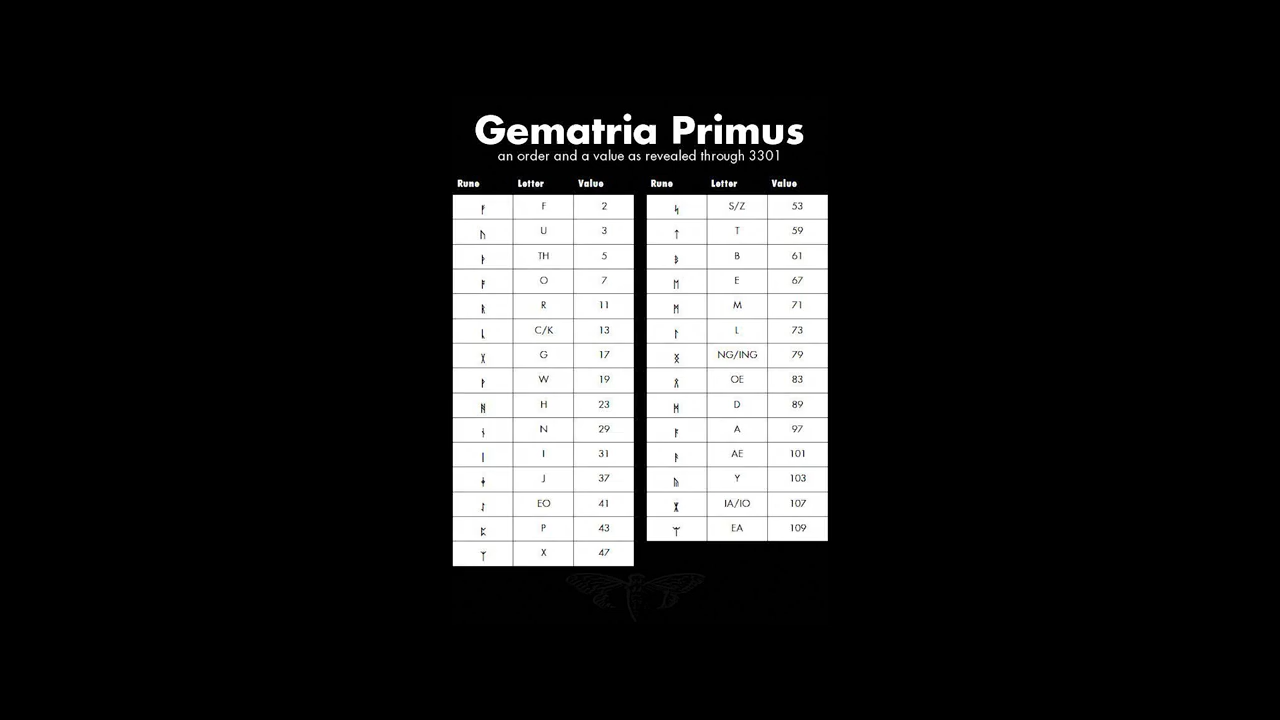 Gematria Primus
an order and a value as revealed through 3301
Rune Letter Value
ᚠ F 2
ᚢ U 3
ᚦ TH 5
ᚩ O 7
ᚱ R 11
ᚳ C/K 13
ᚷ G 17
ᚹ W 19
ᚻ H 23
ᚾ N 29
ᛁ I 31
ᛄ J 37
ᛇ EO 41
ᛈ P 43
ᛉ X 47
Rune Letter Value
ᛋ S/Z 53
ᛏ T 59
ᛒ B 61
ᛖ E 67
ᛗ M 71
ᛚ L 73
ᛝ NG/ING 79
ᛟ OE 83
ᛞ D 89
ᚪ A 97
ᚫ AE 101
ᚣ Y 103
ᛡ IA/IO 107
ᛠ EA 109